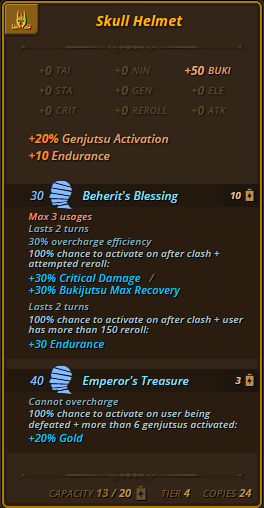 Skull Helmet
+0 TAI +0 NIN +50 BUKI
+0 STA +0 GEN +0 ELE
+0 CRIT +0 REROLL +0 ATK
+20% Genjutsu Activation
+10 Endurance
30 Beherit's Blessing 10
Max 3 usages
Lasts 2 turns
30% overcharge efficiency
100% chance to activate on after clash +
attempted reroll:
+30% Critical Damage /
+30% Bukijutsu Max Recovery
Lasts 2 turns
100% chance to activate on after clash + user
has more than 150 reroll:
+30 Endurance
40 Emperor's Treasure 3
Cannot overcharge
100% chance to activate on user being
defeated + more than 6 genjutsus activated:
+20% Gold
CAPACITY 13 / 20 TIER 4 COPIES 24